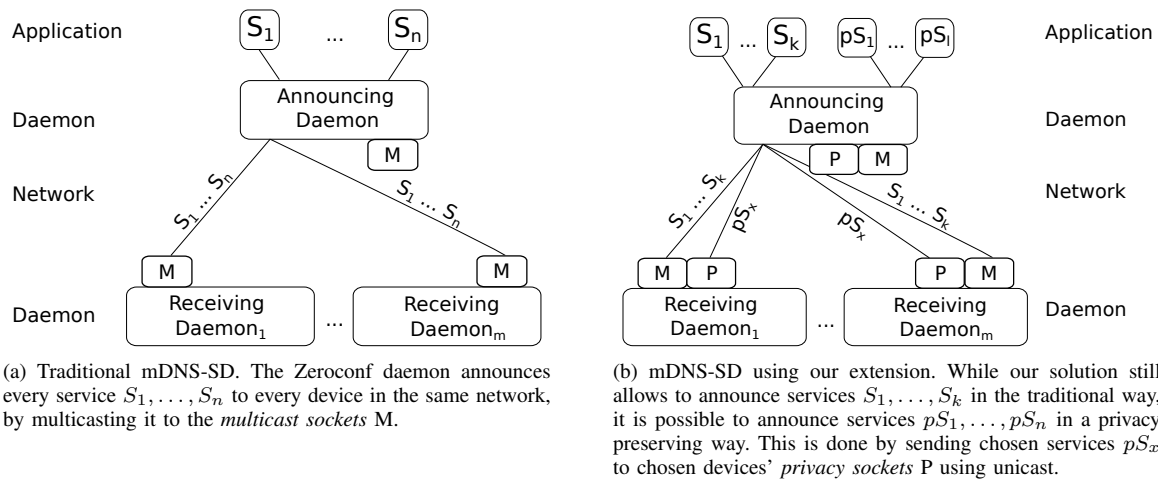 Application
S1 ... Sn
Announcing
Daemon
Daemon
M
Network
S1 ... Sn
S1 ... Sn
M
M
Daemon
Receiving
Daemon1
...
Receiving
Daemonm
(a) Traditional mDNS-SD. The Zeroconf daemon announces
every service S1, . . . , Sn to every device in the same network,
by multicasting it to the multicast sockets M.
S1 ... Sk pS1 ... pSl
Application
Announcing
Daemon
Daemon
P M
Network
S1 ... Sk
pSx
pSx
S1 ... Sk
M P
P M
Receiving
Daemon1
...
Receiving
Daemonm
Daemon
(b) mDNS-SD using our extension. While our solution still
allows to announce services S1, . . . , Sk in the traditional way,
it is possible to announce services pS1, . . . , pSn in a privacy
preserving way. This is done by sending chosen services pSx
to chosen devices' privacy sockets P using unicast.